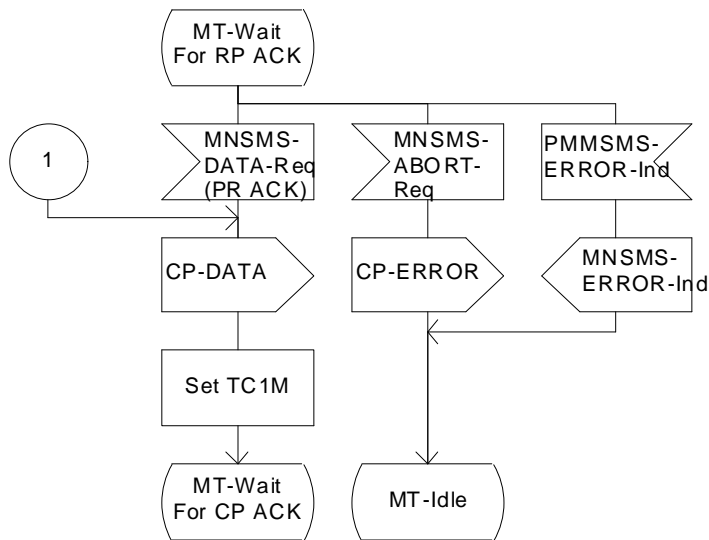 MT-Wait
For RP ACK
1
MNSMS-
DATA-Req
(PR ACK)
MNSMS-
ABORT-
Req
PMMSMS-
ERROR-Ind
CP-DATA
CP-ERROR
MNSMS-
ERROR-Ind
Set TC1M
MT-Wait
For CP ACK
MT-Idle